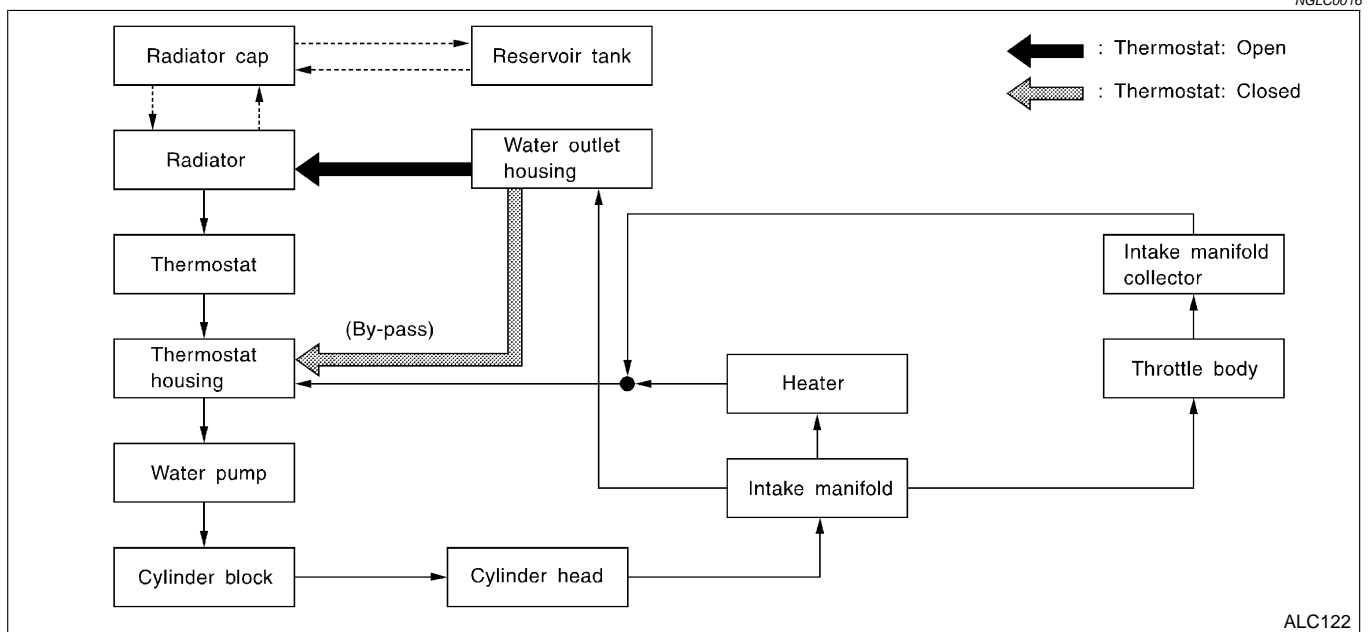 NGLC0016
Radiator cap
Reservoir tank
: Thermostat: Open
: Thermostat: Closed
Radiator
Water outlet
housing
Thermostat
Intake manifold
collector
(By-pass)
Thermostat
housing
Heater
Throttle body
Water pump
Intake manifold
Cylinder block
Cylinder head
ALC122